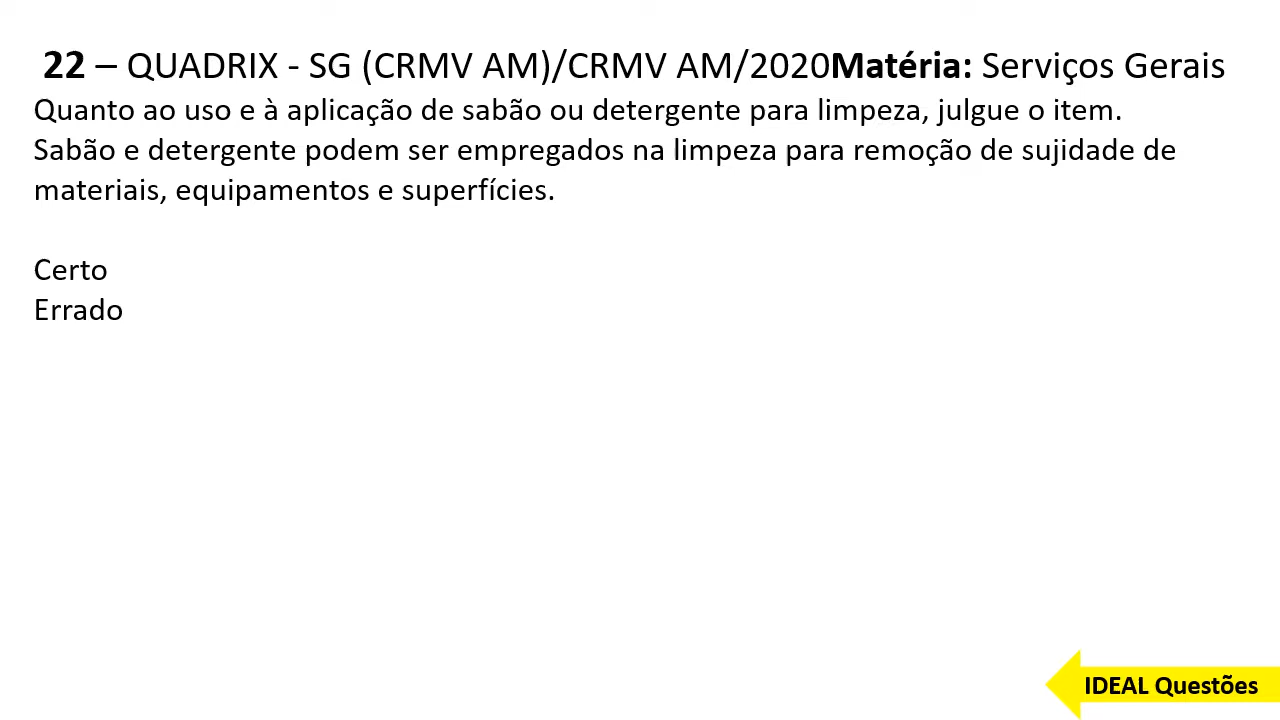 22 – QUADRIX - SG (CRMV AM)/CRMV AM/2020Matéria: Serviços Gerais
Quanto ao uso e à aplicação de sabão ou detergente para limpeza, julgue o item.
Sabão e detergente podem ser empregados na limpeza para remoção de sujidade de
materiais, equipamentos e superfícies.
Certo
Errado
IDEAL Questões